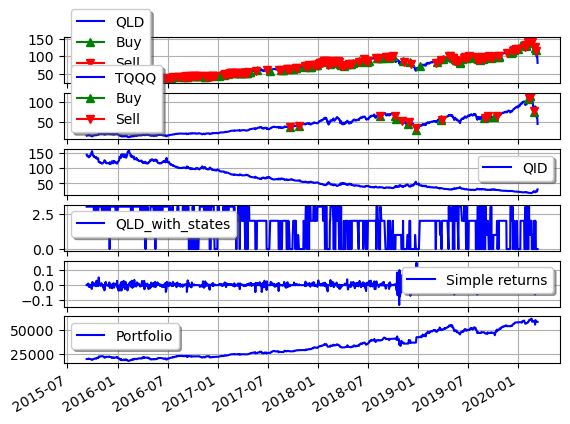 QLD
Buy
Sell
150
100
50
TQQQ
Buy
Sell
100
50
QID
150
100
50
QLD_with_states
2.5
0.0
Simple returns
0.1
0.0
−0.1
Portfolio
50000
25000
2015-07 2016-01 2016-07 2017-01 2017-07 2018-01 2018-07 2019-01 2019-07 2020-01